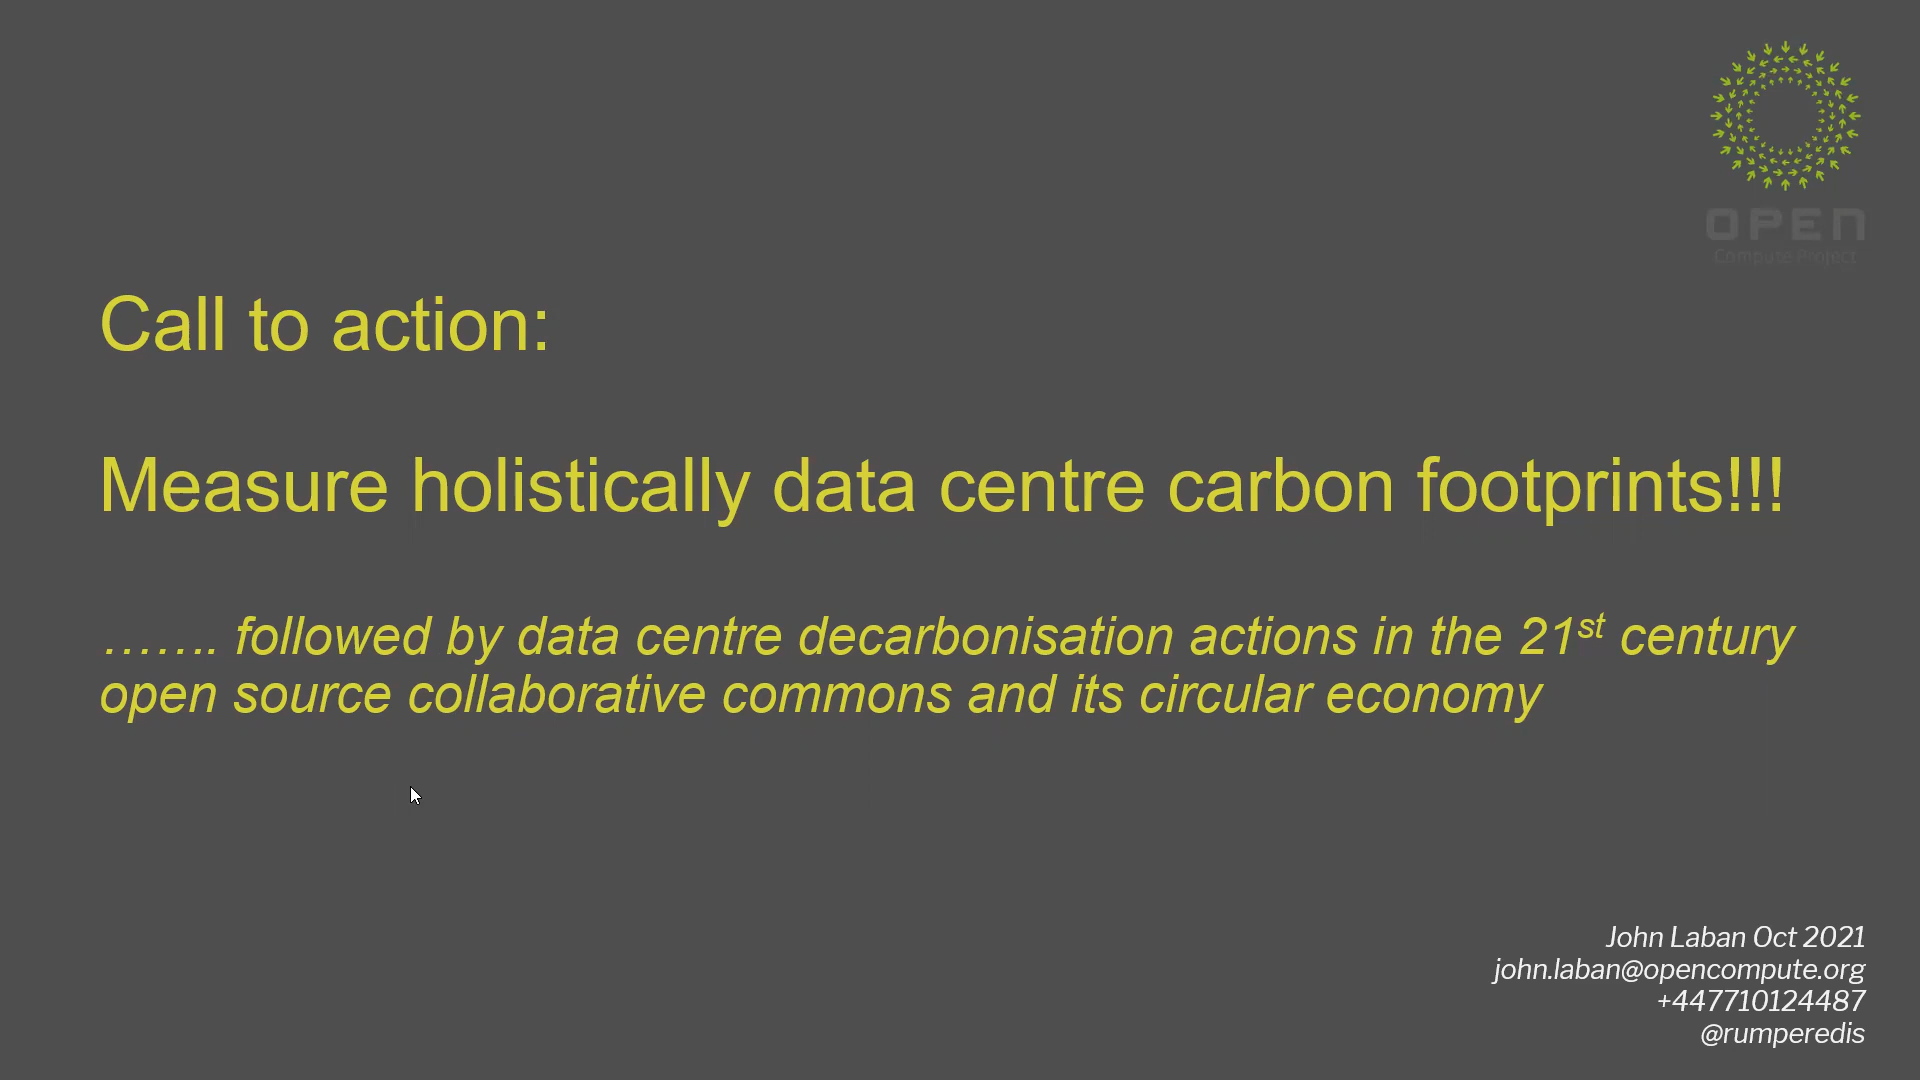 OPEN
Compute Project
Call to action:
Measure holistically data centre carbon footprints!!!
……. followed by data centre decarbonisation actions in the 21st century
open source collaborative commons and its circular economy
John Laban Oct 2021
john.laban@opencompute.org
+447710124487
@rumperedis